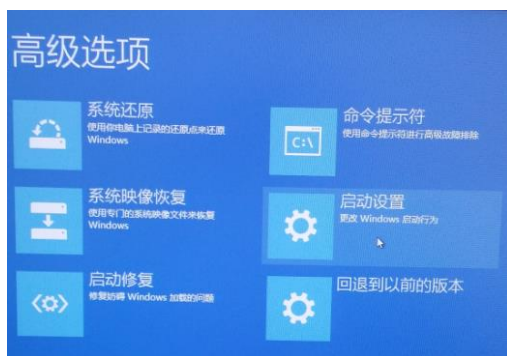 高级选项
系统还原
使用你电脑上记录的还原点来还原
Windows
命令提示符
使用命令提示符进行高级故障排除
C:\
系统映像恢复
使用专门的系统映像文件来恢复
Windows
启动设置
更改 Windows 启动行为
启动修复
修复妨碍 Windows 加载的问题
回退到以前的版本